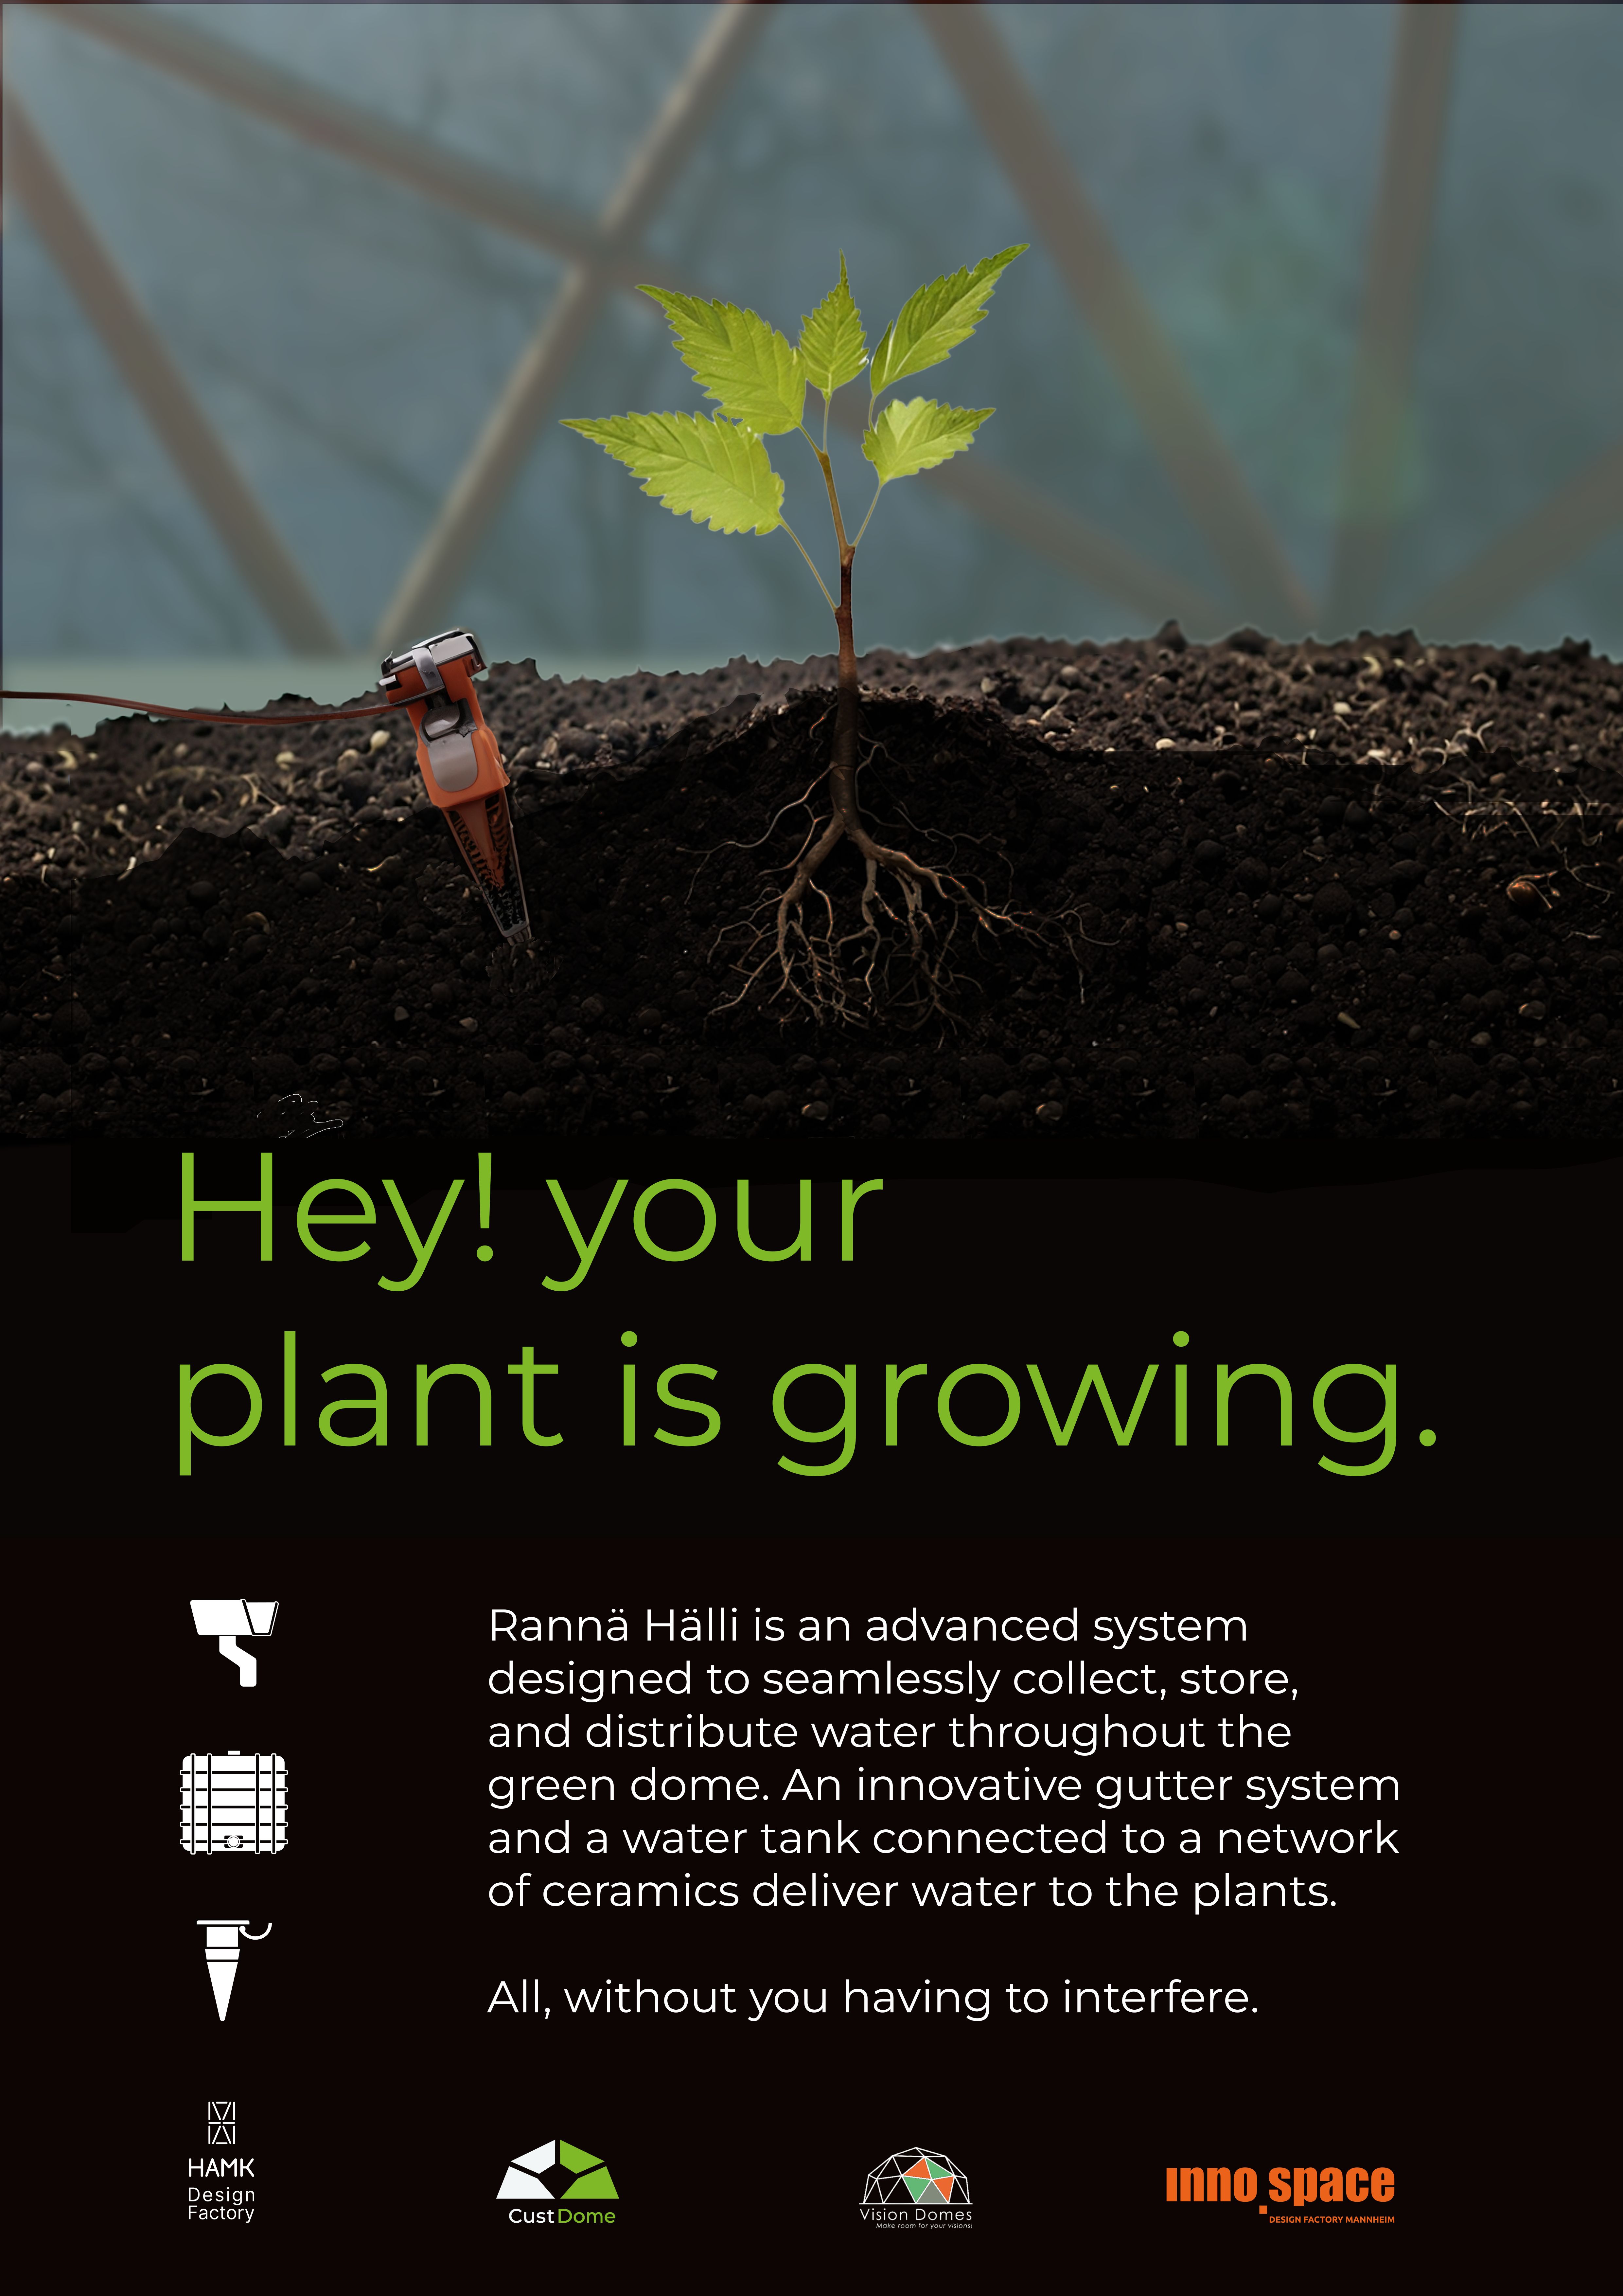 Hey! your
plant is growing.
Rannä Hälli is an advanced system
designed to seamlessly collect, store,
and distribute water throughout the
green dome. An innovative gutter system
and a water tank connected to a network
of ceramics deliver water to the plants.
All, without you having to interfere.
HAMK
Design
Factory
CustDome
Vision Domes
Make room for your visions!
inno.space
DESIGN FACTORY MANNHEIM